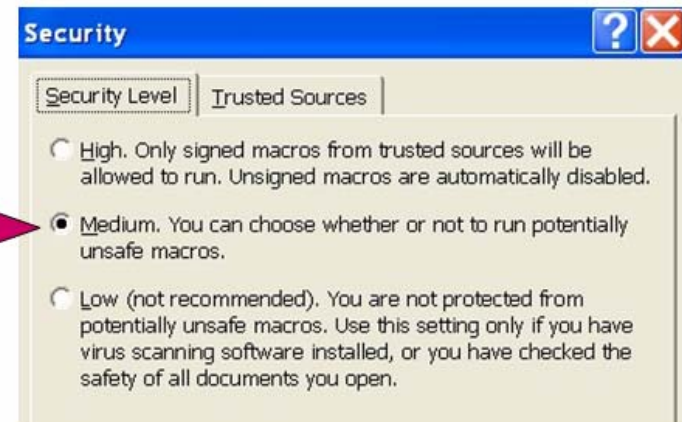 Security
Security Level
Trusted Sources
High. Only signed macros from trusted sources will be
allowed to run. Unsigned macros are automatically disabled.
Medium. You can choose whether or not to run potentially
unsafe macros.
Low (not recommended). You are not protected from
potentially unsafe macros. Use this setting only if you have
virus scanning software installed, or you have checked the
safety of all documents you open.